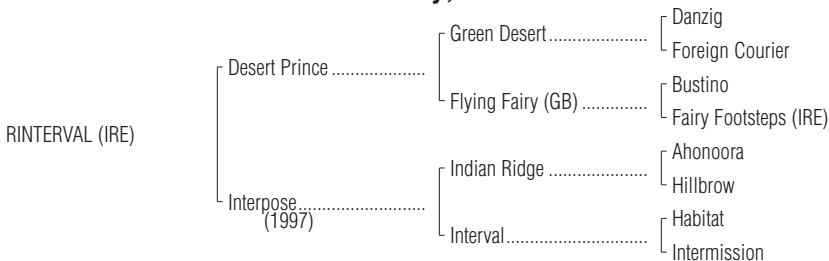 Danzig
Green Desert
Foreign Courier
Desert Prince
Bustino
Flying Fairy (GB)
Fairy Footsteps (IRE)
RINTERVAL (IRE)
Ahonoora
Indian Ridge
Hillbrow
Interpose
(1997)
Habitat
Interval
Intermission